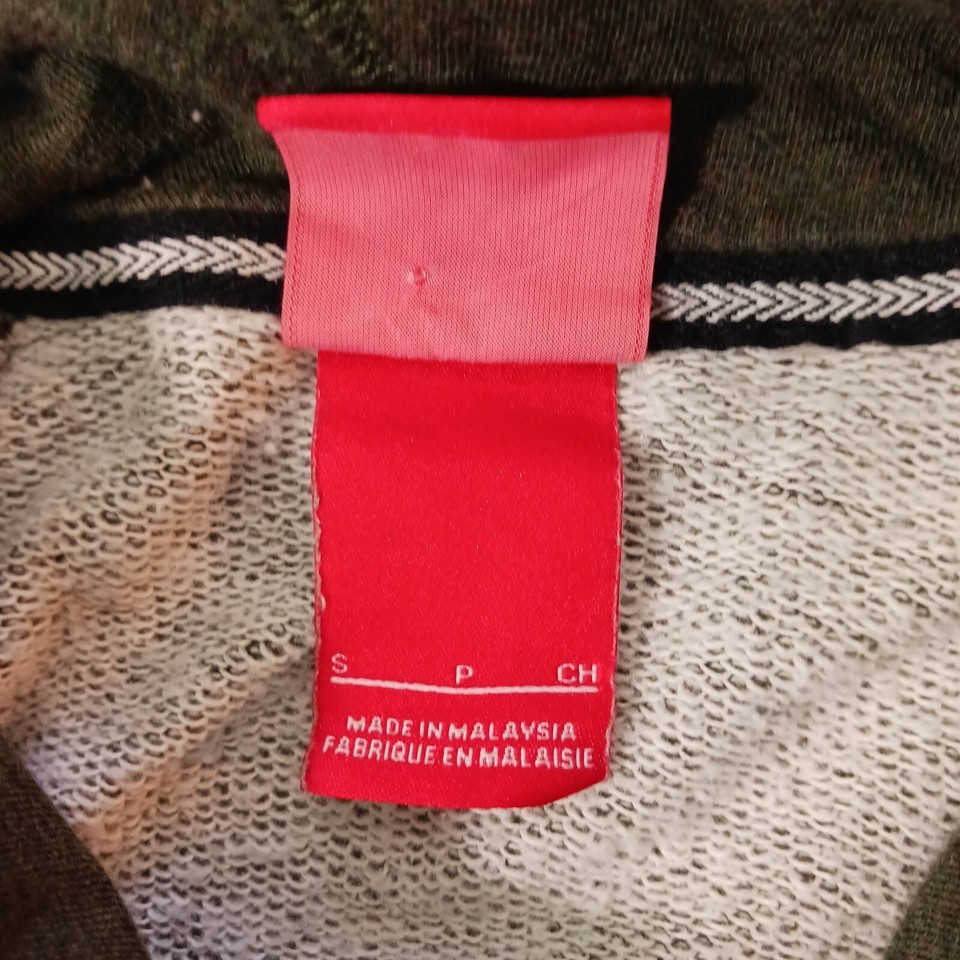 S P CH
MADE IN MALAYSIA
FABRIQUE EN MALAISIE